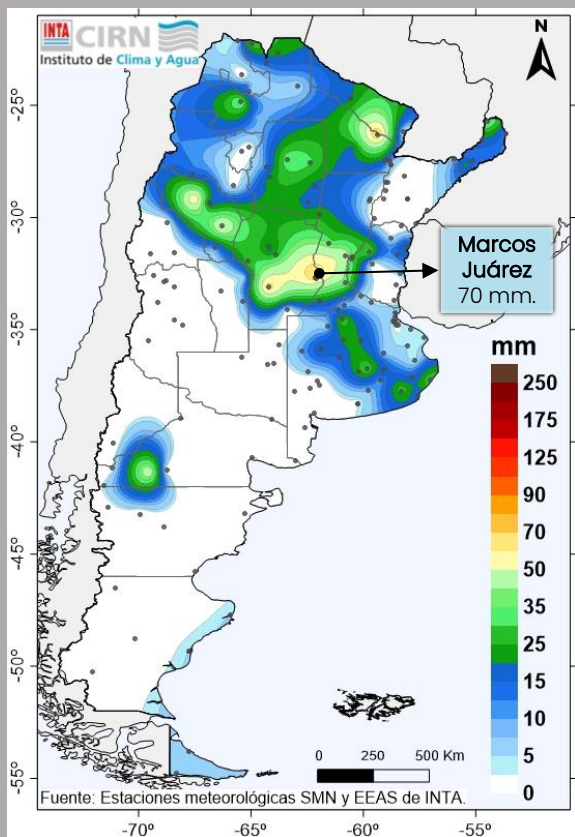 INTA CIRN
Instituto de Clima y Agua
N
-25°
-30°
-35°
-40°
-45°
-50°
-55°
Marcos
Juárez
70 mm.
mm
250
175
125
90
70
50
35
25
15
10
5
0
0 250 500 Km
Fuente: Estaciones meteorológicas SMN y EEAS de INTA.
-70° -65° -60° -55°